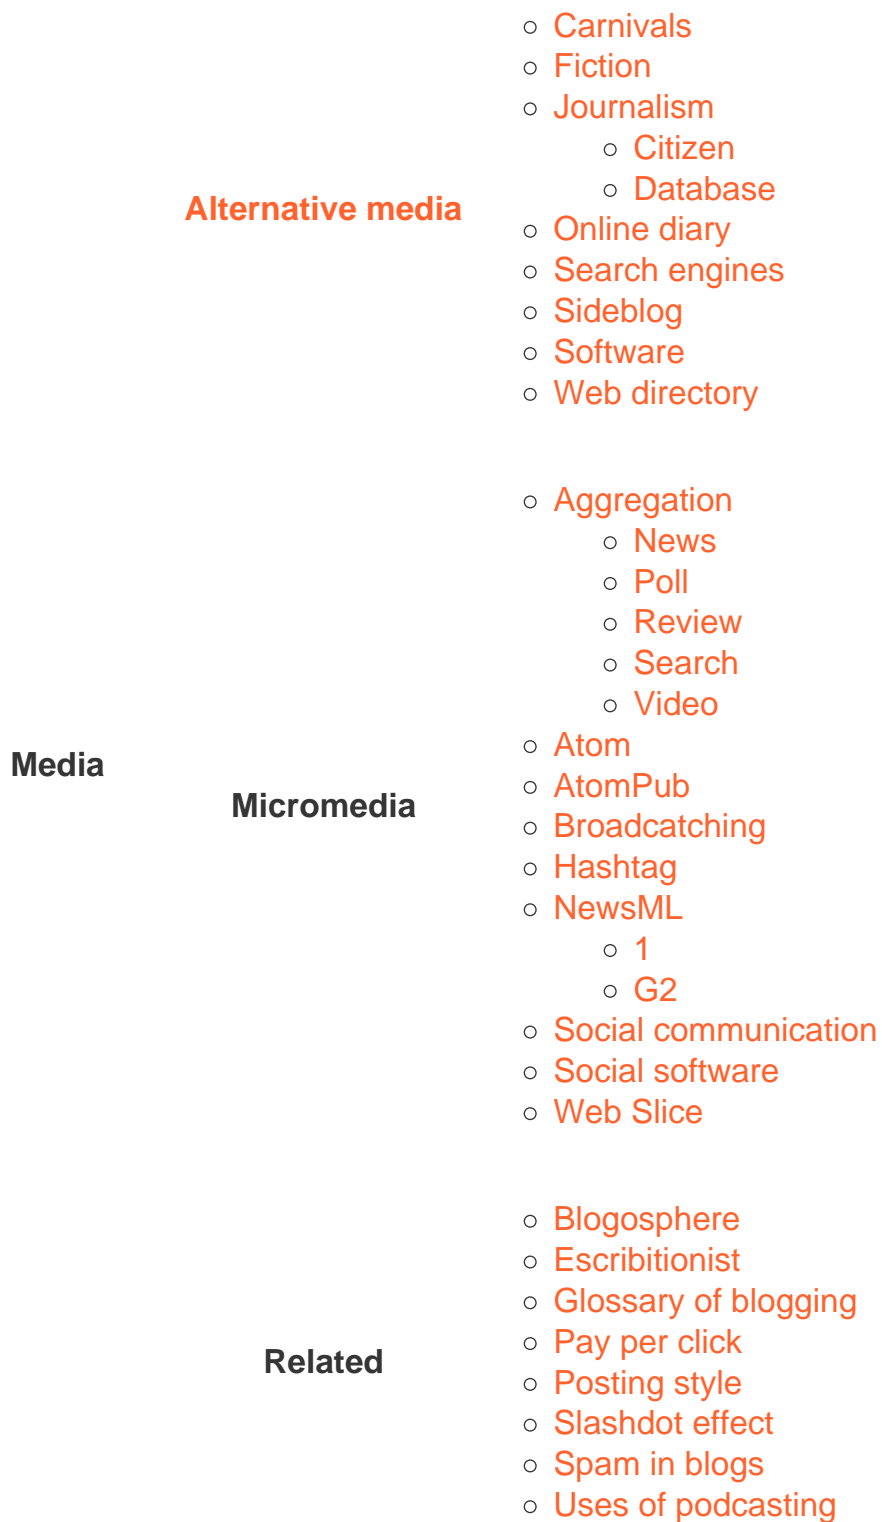 Carnivals
Fiction
Journalism
Citizen
Database
Alternative media
Online diary
Search engines
Sideblog
Software
Web directory
Aggregation
News
Poll
Review
Search
Video
Atom
Media
AtomPub
Micromedia
Broadcatching
Hashtag
NewsML
1
G2
Social communication
Social software
Web Slice
Blogosphere
Escribitionist
Glossary of blogging
Pay per click
Related
Posting style
Slashdot effect
Spam in blogs
Uses of podcasting